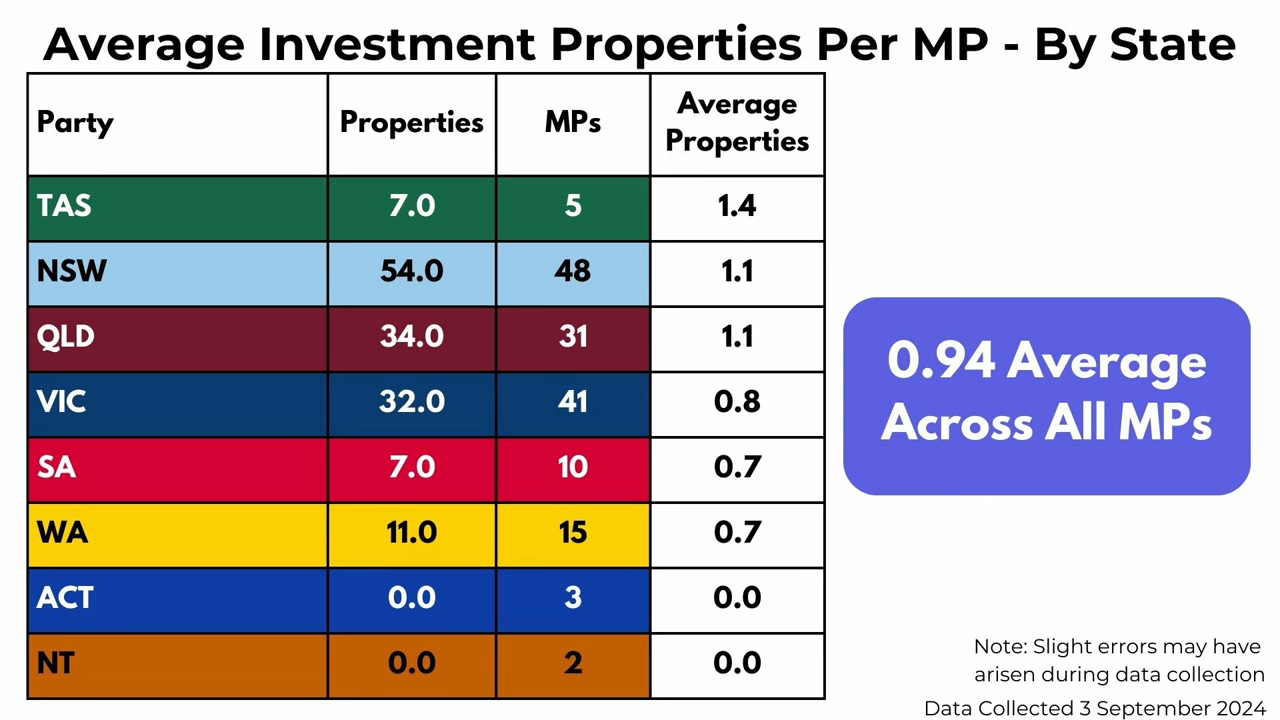 Average Investment Properties Per MP - By State
Party Properties MPs Average Properties
TAS 7.0 5 1.4
NSW 54.0 48 1.1
QLD 34.0 31 1.1
VIC 32.0 41 0.8
SA 7.0 10 0.7
WA 11.0 15 0.7
ACT 0.0 3 0.0
NT 0.0 2 0.0
0.94 Average
Across All MPs
Note: Slight errors may have
arisen during data collection
Data Collected 3 September 2024